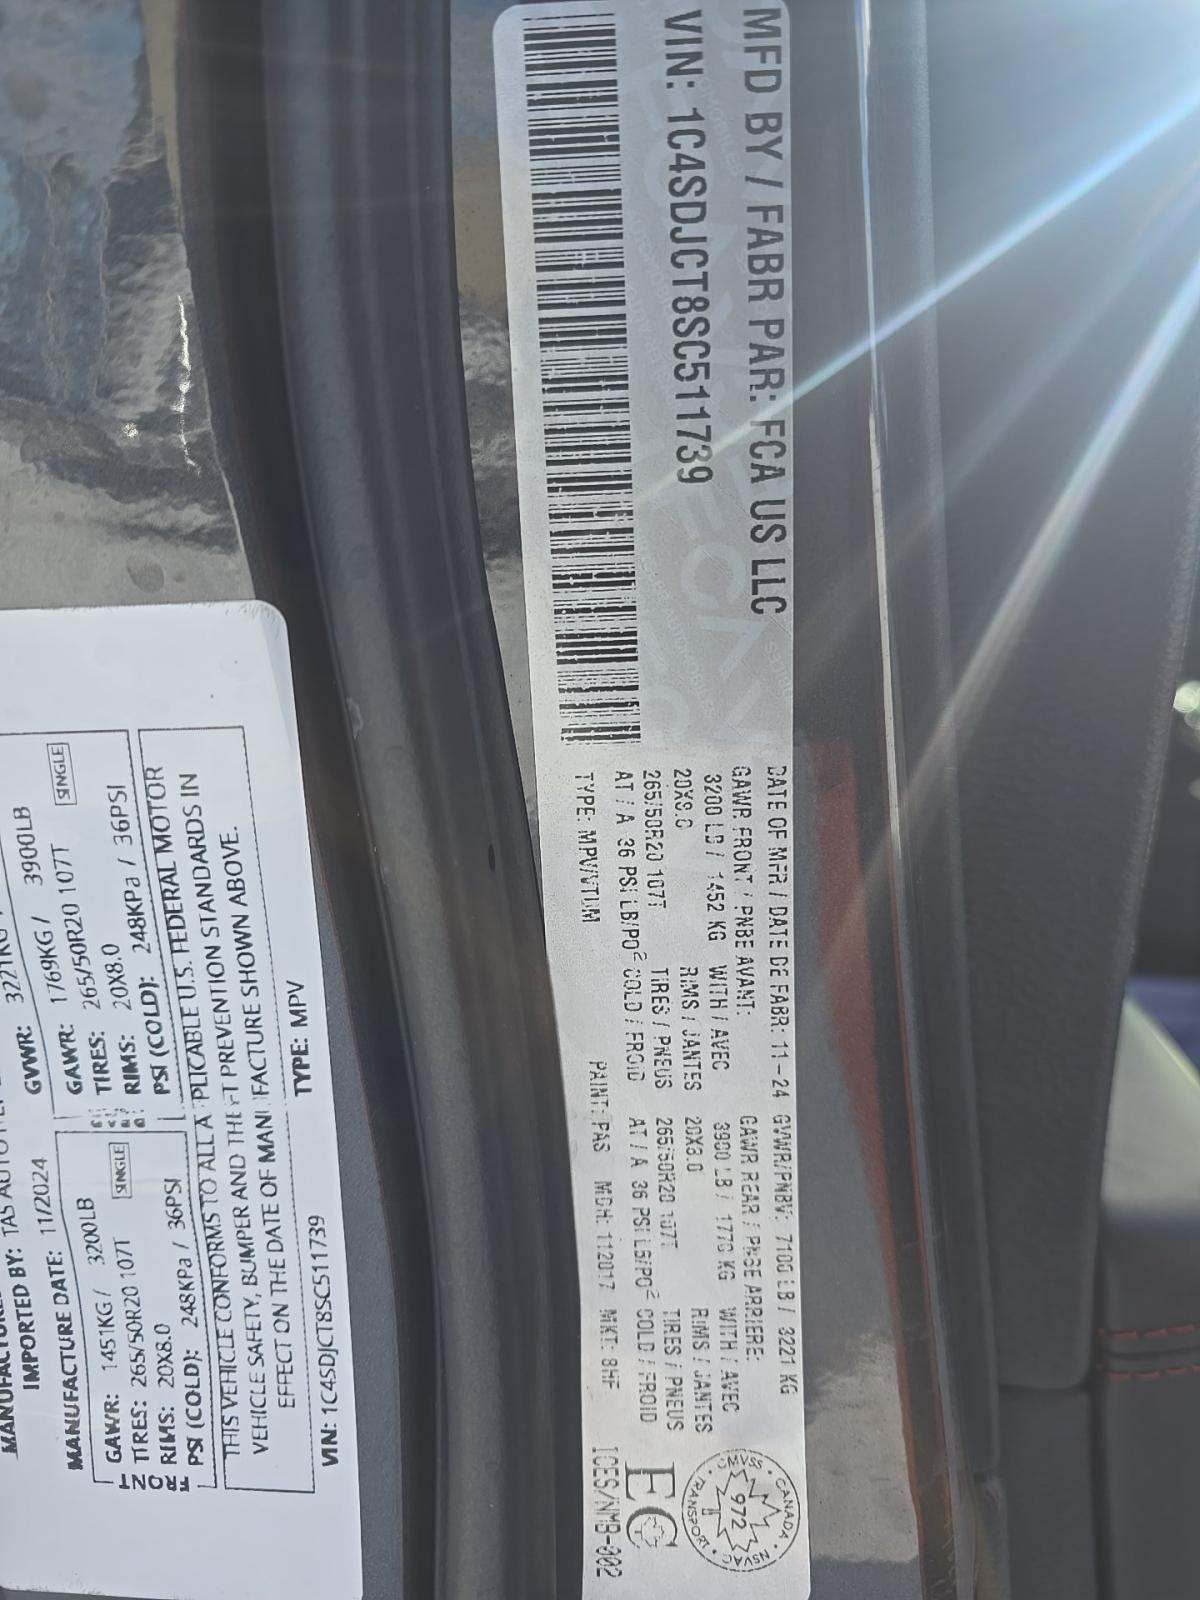 MFD BY / FABR PAR: FCA US LLC
VIN: 1C4SDJCT8SC511739
DATE OF MFR / DATE DE FABR: 11-24 GVWR/PNBV: 7100 LB / 3221 KG
GAWR FRONT / PNBE AVANT: GAWR REAR / PNBE ARRIERE:
3200 LB / 1452 KG WITH / AVEC 3900 LB / 1770 KG WITH / AVEC
20X8.0 RIMS / JANTES 20X8.0 RIMS / JANTES
265/50R20 107T TIRES / PNEUS 265/50R20 107T TIRES / PNEUS
AT / A 36 PSI LB/PO² COLD / FROID AT / A 36 PSI LB/PO² COLD / FROID
TYPE: MPV/VTUM PAINT: PAS MDH: 112017 MKT: 8HF ICES/NMB-002
EC
CANADA
CMVSS
NSVAC
TRANSPORT
972
IMPORTED BY: TAS AUTO
MANUFACTURE DATE: 11/2024 GVWR: 3221KG
GAWR: 1451KG / 3200LB
TIRES: 265/50R20 107T SINGLE
RIMS: 20X8.0
PSI (COLD): 248KPa / 36PSI
GAWR: 1769KG / 3900LB
TIRES: 265/50R20 107T SINGLE
RIMS: 20X8.0
PSI (COLD): 248KPa / 36PSI
THIS VEHICLE CONFORMS TO ALL APPLICABLE U.S. FEDERAL MOTOR
VEHICLE SAFETY, BUMPER AND THEFT PREVENTION STANDARDS IN
EFFECT ON THE DATE OF MANUFACTURE SHOWN ABOVE.
VIN: 1C4SDJCT8SC511739 TYPE: MPV